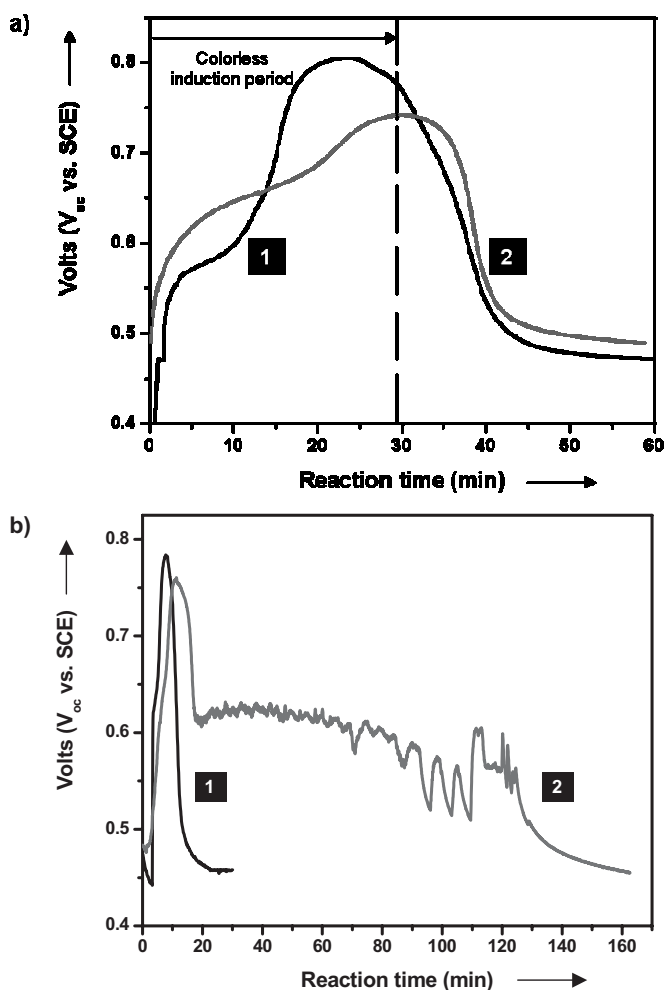 a)
Volts (Voc vs. SCE)
0.8
0.7
0.6
0.5
0.4
Colorless
induction period
1
2
0 10 20 30 40 50 60
Reaction time (min)
b)
Volts (Voc vs. SCE)
0.8
0.7
0.6
0.5
0.4
1
2
0 20 40 60 80 100 120 140 160
Reaction time (min)